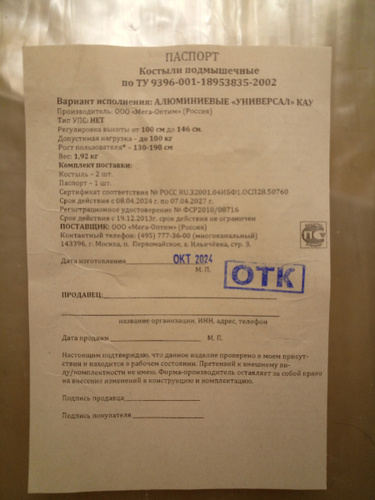 ПАСПОРТ
Костыли подмышечные
по ТУ 9396-001-18953835-2002
Вариант исполнения: АЛЮМИНИЕВЫЕ «УНИВЕРСАЛ» КАУ
Производитель: ООО «Мега-Оптим» (Россия)
Тип УПС: НЕТ
Регулировка высоты от 100 см до 146 см
Допустимая нагрузка – до 100 кг
Рост пользователя* – 130-190 см
Вес: 1,92 кг
Комплект поставки:
Костыль – 2 шт.
Паспорт – 1 шт.
Сертификат соответствия № РОСС RU.32001.04ИБФ1.ОСП28.50760
Срок действия с 08.04.2024 г. по 07.04.2027 г.
Регистрационное удостоверение № ФСР2010/08716
Срок действия с 19.12.2013г. срок действия не ограничен
ПОСТАВЩИК: ООО «Мега-Оптим» (Россия)
Контактный телефон: (495) 777-36-00 (многоканальный)
143396, г. Москва, п. Первомайское, д. Ильичёвка, стр. 3.
Дата изготовления ОКТ 2024
М. П.
ОТК
ПРОДАВЕЦ:
название организации, ИНН, адрес, телефон
Дата продажи М. П.
Настоящим подтверждаю, что данное изделие проверено в моем присут-
ствии и находится в рабочем состоянии. Претензий к внешнему ви-
ду/комплектности не имею. Фирма-производитель оставляет за собой право
на внесение изменений в конструкцию и комплектацию.
Подпись продавца
Подпись покупателя